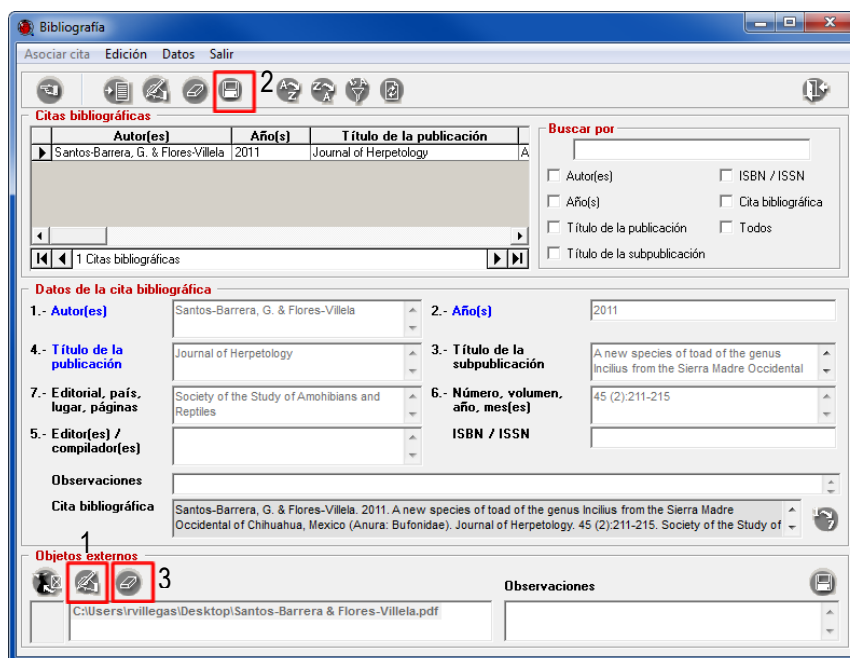 Bibliografía
Asociar cita Edición Datos Salir
2
Citas bibliográficas
Autor(es) Año(s) Título de la publicación
Santos-Barrera, G. & Flores-Villela 2011 Journal of Herpetology A
1 Citas bibliográficas
Buscar por
Autor(es) ISBN / ISSN
Año(s) Cita bibliográfica
Título de la publicación Todos
Título de la subpublicación
Datos de la cita bibliográfica
1.- Autor(es) Santos-Barrera, G. & Flores-Villela 2.- Año(s) 2011
4.- Título de la publicación Journal of Herpetology 3.- Título de la subpublicación A new species of toad of the genus
Incilius from the Sierra Madre Occidental
7.- Editorial, país, lugar, páginas Society of the Study of Amohibians and
Reptiles 6.- Número, volumen, año, mes(es) 45 (2):211-215
5.- Editor(es) / compilador(es) ISBN / ISSN
Observaciones
Cita bibliográfica Santos-Barrera, G. & Flores-Villela. 2011. A new species of toad of the genus Incilius from the Sierra Madre
Occidental of Chihuahua, Mexico (Anura: Bufonidae). Journal of Herpetology. 45 (2):211-215. Society of the Study of
1
Objetos externos
3
Observaciones
C:\Users\rvillegas\Desktop\Santos-Barrera & Flores-Villela.pdf